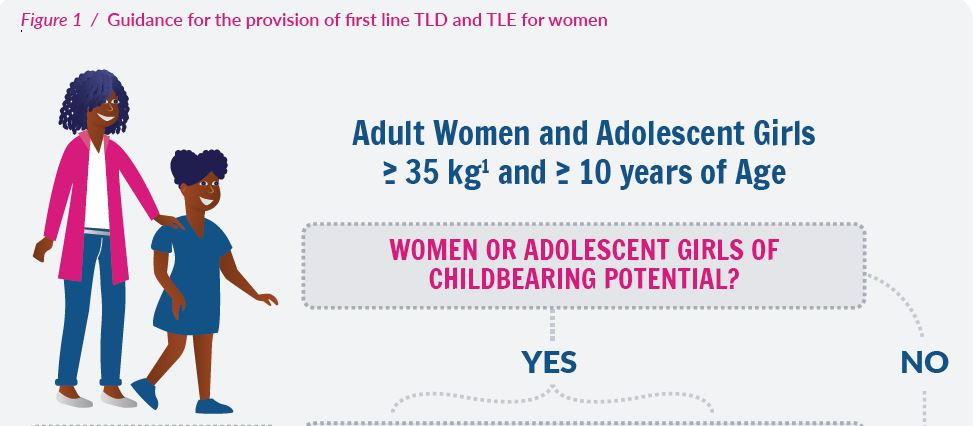 Figure 1 / Guidance for the provision of first line TLD and TLE for women
Adult Women and Adolescent Girls
≥ 35 kg¹ and ≥ 10 years of Age
WOMEN OR ADOLESCENT GIRLS OF
CHILDBEARING POTENTIAL?
YES
NO